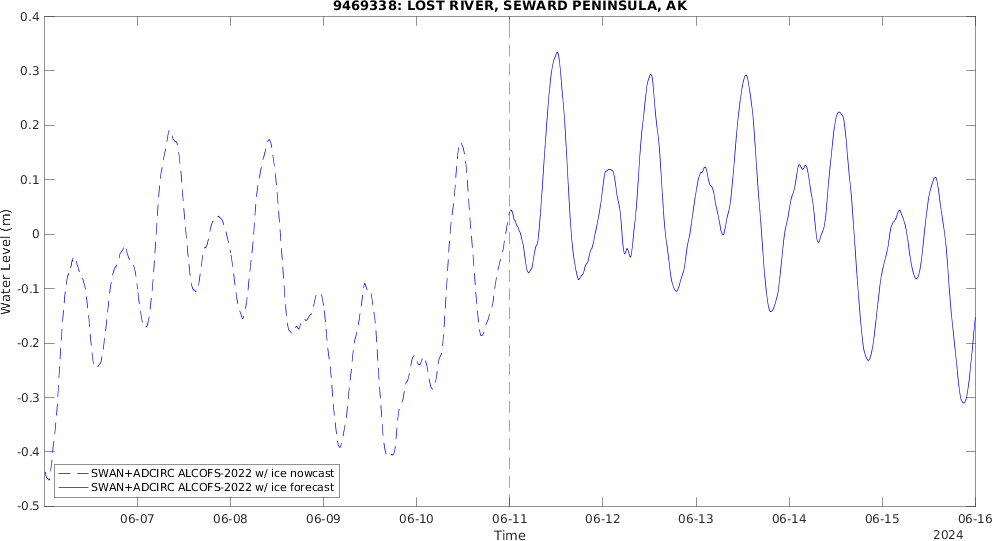 9469338: LOST RIVER, SEWARD PENINSULA, AK
0.4
0.3
0.2
0.1
0
-0.1
-0.2
-0.3
-0.4
-0.5
Water Level (m)
SWAN+ADCIRC ALCOFS-2022 w/ ice nowcast
SWAN+ADCIRC ALCOFS-2022 w/ ice forecast
06-07 06-08 06-09 06-10 06-11 06-12 06-13 06-14 06-15 06-16
Time
2024